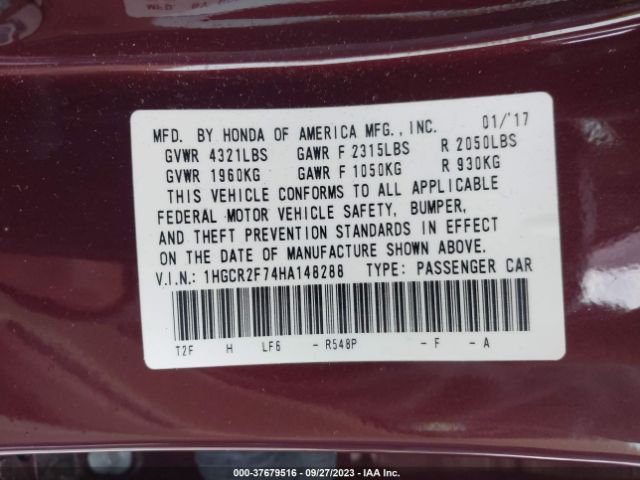 MFD. BY HONDA OF AMERICA MFG., INC. 01/'17
GVWR 4321LBS GAWR F 2315LBS R 2050LBS
GVWR 1960KG GAWR F 1050KG R 930KG
THIS VEHICLE CONFORMS TO ALL APPLICABLE
FEDERAL MOTOR VEHICLE SAFETY, BUMPER,
AND THEFT PREVENTION STANDARDS IN EFFECT
ON THE DATE OF MANUFACTURE SHOWN ABOVE.
V.I.N.: 1HGCR2F74HA148288 TYPE: PASSENGER CAR
T2F H LF6 - R548P - F - A
000-37679516 - 09/27/2023 - IAA Inc.